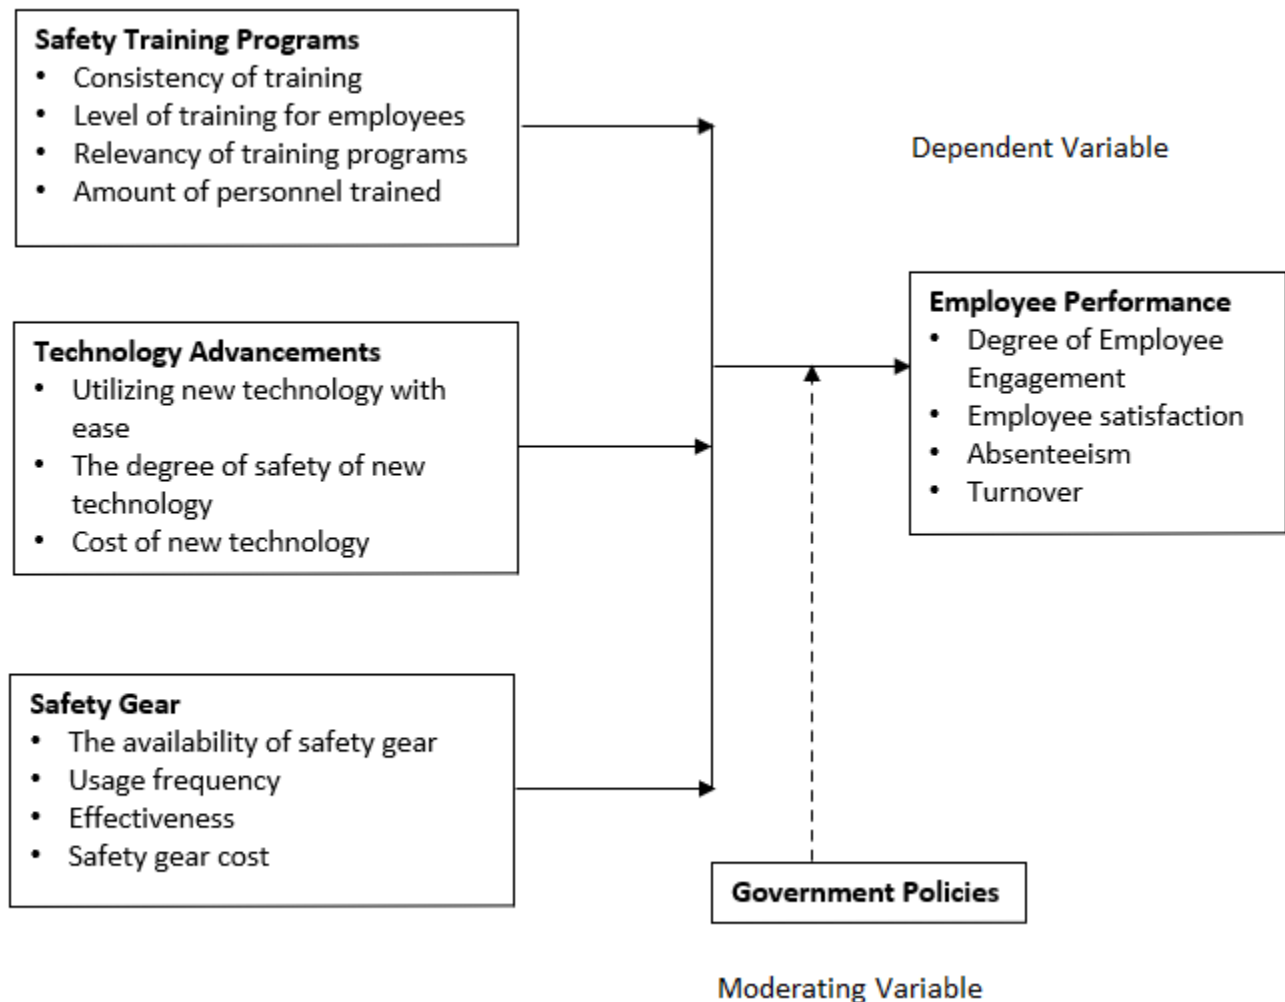 Safety Training Programs
• Consistency of training
• Level of training for employees
• Relevancy of training programs
• Amount of personnel trained
Dependent Variable
Technology Advancements
• Utilizing new technology with
ease
• The degree of safety of new
technology
• Cost of new technology
Employee Performance
• Degree of Employee
Engagement
• Employee satisfaction
• Absenteeism
• Turnover
Safety Gear
• The availability of safety gear
• Usage frequency
• Effectiveness
• Safety gear cost
Government Policies
Moderating Variable